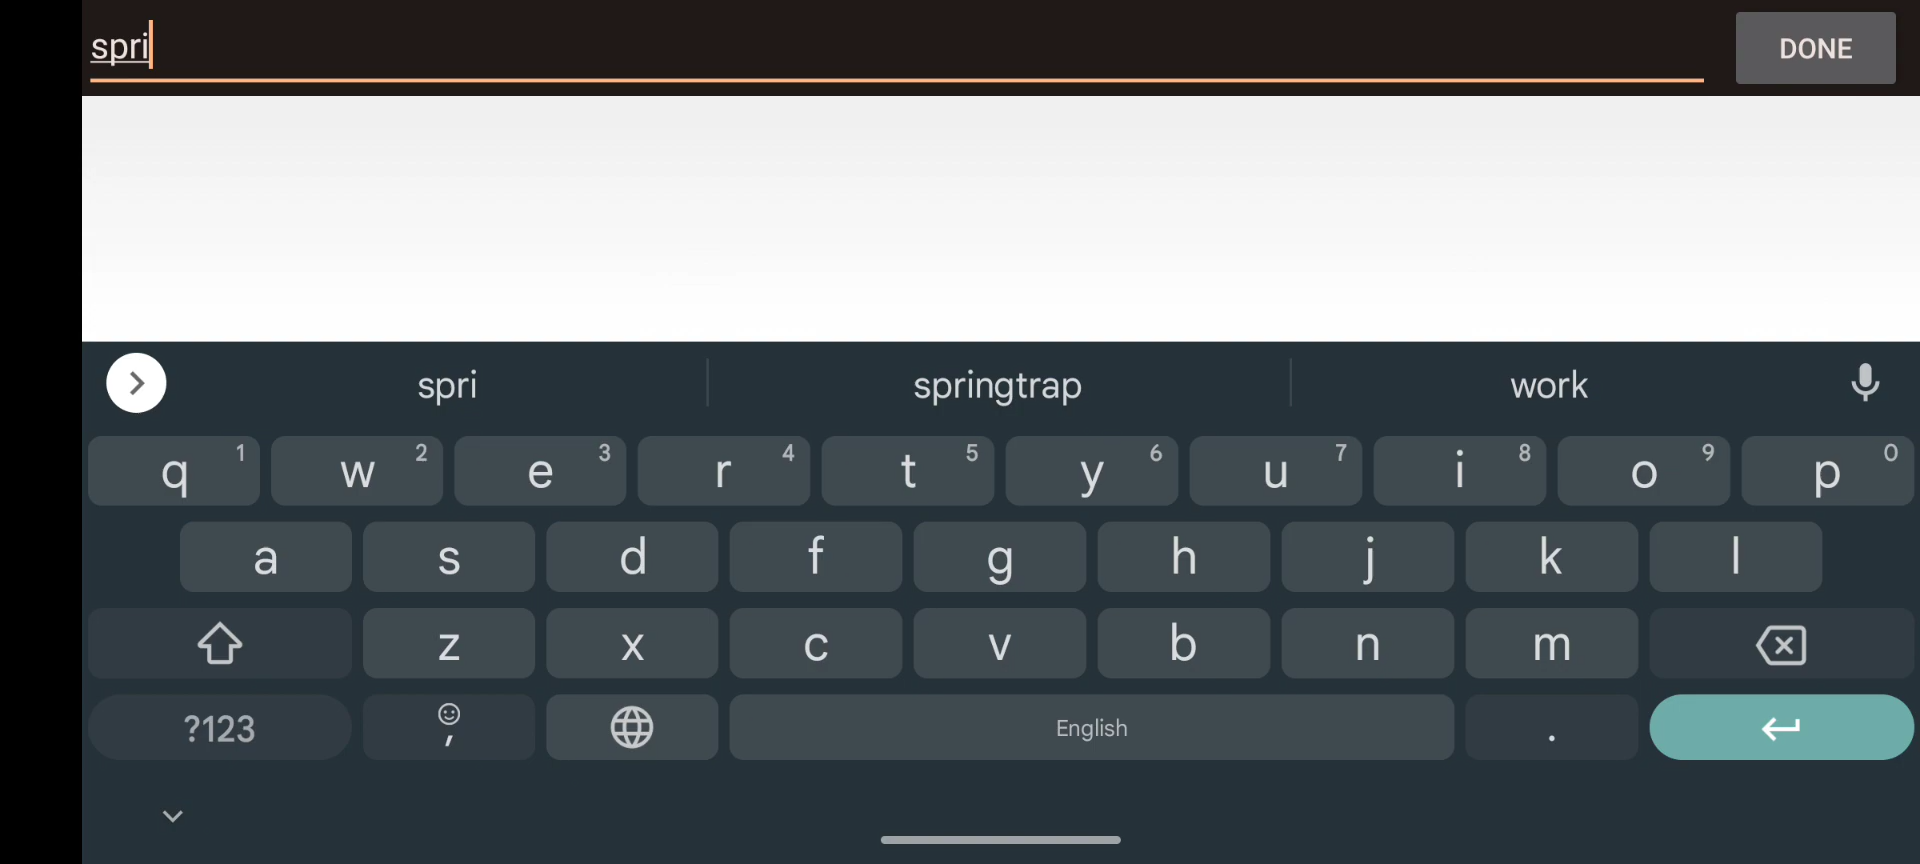 spri
DONE
spri springtrap work
q 1 w 2 e 3 r 4 t 5 y 6 u 7 i 8 o 9 p 0
a s d f g h j k l
z x c v b n m
?123 , English .